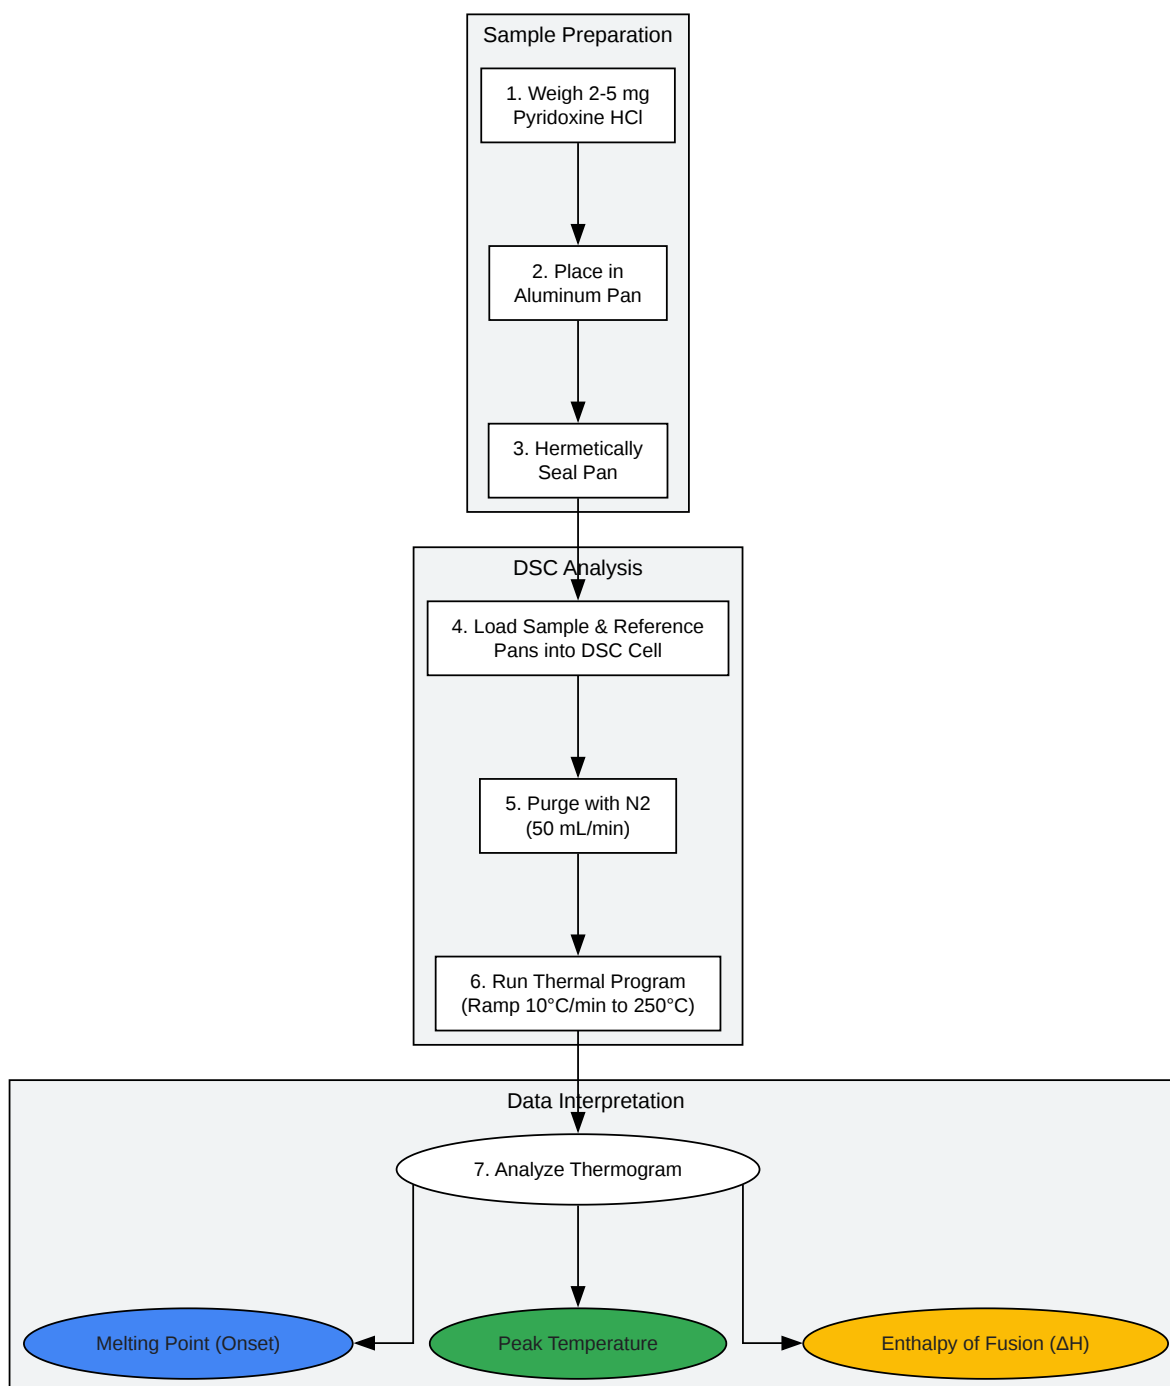 Sample Preparation
1. Weigh 2-5 mg
Pyridoxine HCl
2. Place in
Aluminum Pan
3. Hermetically
Seal Pan
DSC Analysis
4. Load Sample & Reference
Pans into DSC Cell
5. Purge with N2
(50 mL/min)
6. Run Thermal Program
(Ramp 10°C/min to 250°C)
Data Interpretation
7. Analyze Thermogram
Melting Point (Onset)
Peak Temperature
Enthalpy of Fusion (ΔH)